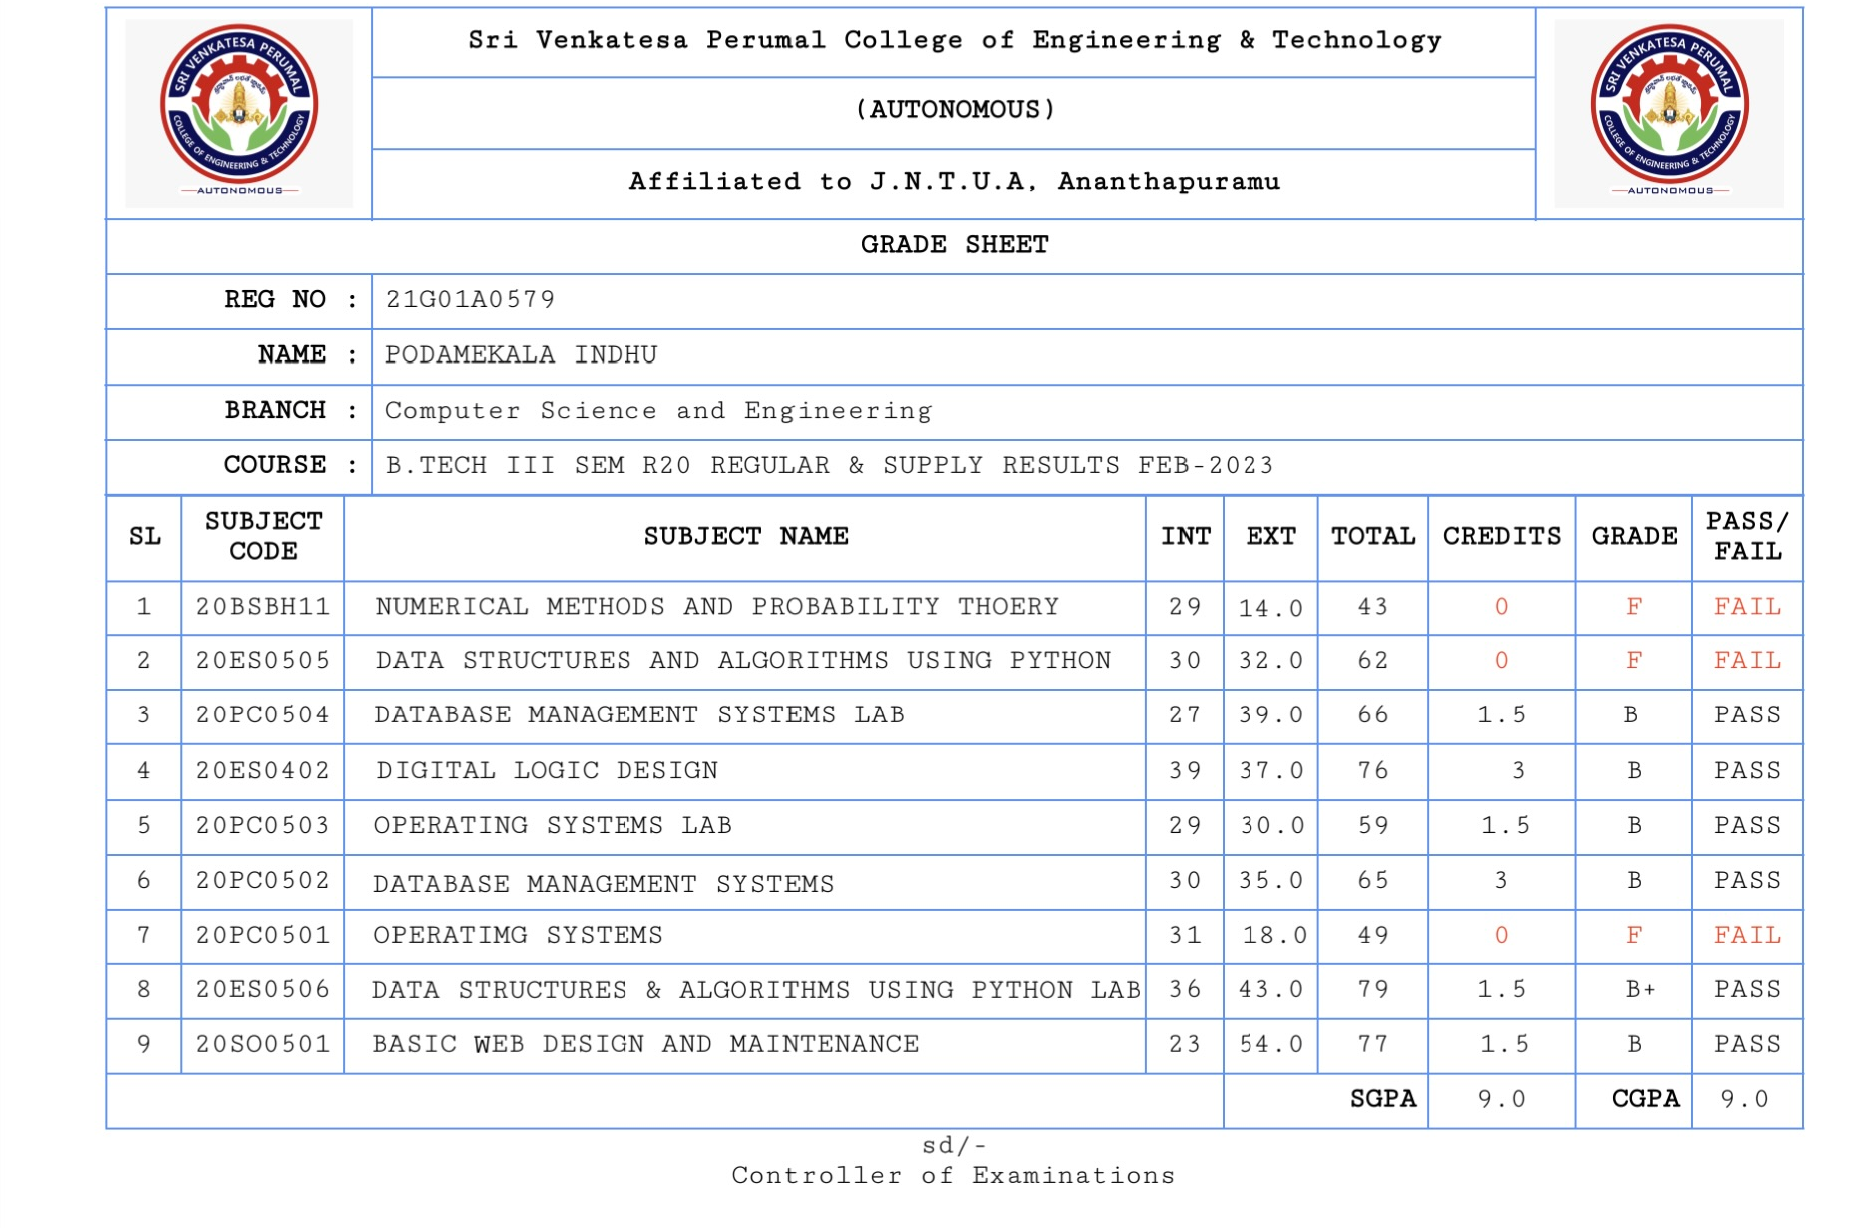 SRI VENKATESA PERUMAL
COLLEGE OF ENGINEERING & TECHNOLOGY
AUTONOMOUS
Sri Venkatesa Perumal College of Engineering & Technology
(AUTONOMOUS)
Affiliated to J.N.T.U.A, Ananthapuramu
SRI VENKATESA PERUMAL
COLLEGE OF ENGINEERING & TECHNOLOGY
AUTONOMOUS
GRADE SHEET
REG NO : 21G01A0579
NAME : PODAMEKALA INDHU
BRANCH : Computer Science and Engineering
COURSE : B.TECH III SEM R20 REGULAR & SUPPLY RESULTS FEB-2023
SL SUBJECT CODE SUBJECT NAME INT EXT TOTAL CREDITS GRADE PASS/ FAIL
1 20BSBH11 NUMERICAL METHODS AND PROBABILITY THOERY 29 14.0 43 0 F FAIL
2 20ES0505 DATA STRUCTURES AND ALGORITHMS USING PYTHON 30 32.0 62 0 F FAIL
3 20PC0504 DATABASE MANAGEMENT SYSTEMS LAB 27 39.0 66 1.5 B PASS
4 20ES0402 DIGITAL LOGIC DESIGN 39 37.0 76 3 B PASS
5 20PC0503 OPERATING SYSTEMS LAB 29 30.0 59 1.5 B PASS
6 20PC0502 DATABASE MANAGEMENT SYSTEMS 30 35.0 65 3 B PASS
7 20PC0501 OPERATIMG SYSTEMS 31 18.0 49 0 F FAIL
8 20ES0506 DATA STRUCTURES & ALGORITHMS USING PYTHON LAB 36 43.0 79 1.5 B+ PASS
9 20SO0501 BASIC WEB DESIGN AND MAINTENANCE 23 54.0 77 1.5 B PASS
SGPA 9.0 CGPA 9.0
sd/-
Controller of Examinations